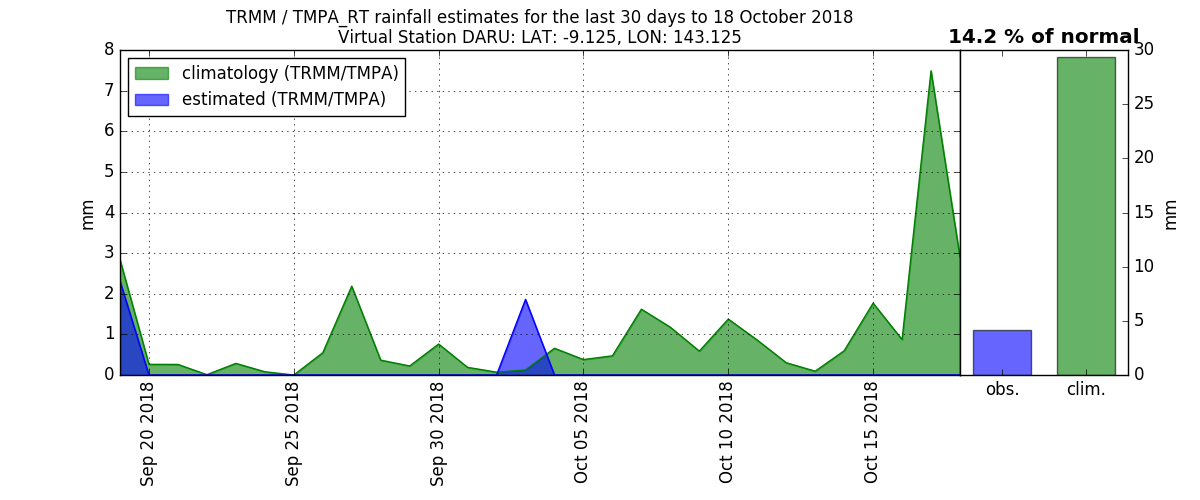 TRMM / TMPA_RT rainfall estimates for the last 30 days to 18 October 2018
Virtual Station DARU: LAT: -9.125, LON: 143.125
14.2 % of normal
climatology (TRMM/TMPA)
estimated (TRMM/TMPA)
8
7
6
5
4
3
2
1
0
mm
Sep 20 2018
Sep 25 2018
Sep 30 2018
Oct 05 2018
Oct 10 2018
Oct 15 2018
30
25
20
15
10
5
0
mm
obs.
clim.